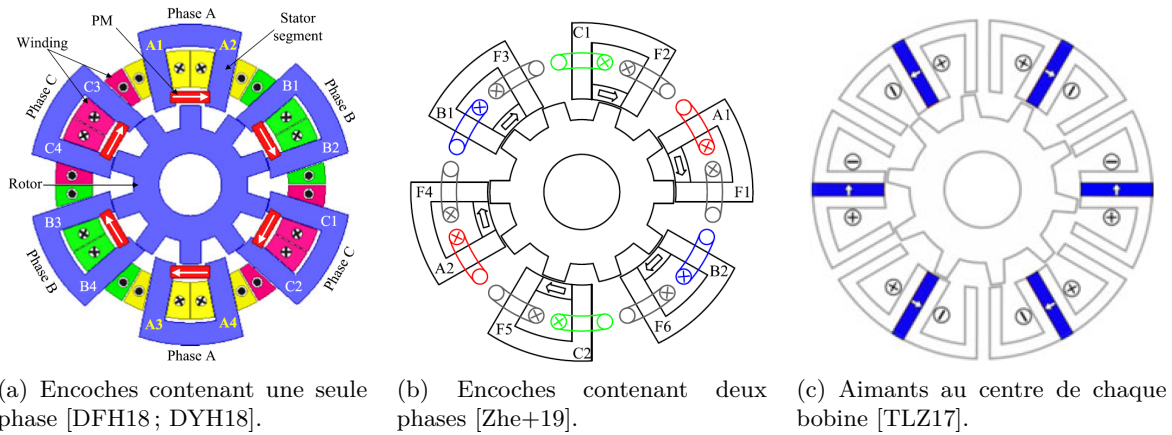 Phase A
PM
Winding
Stator
segment
A1
A2
Phase C
C3
B1
Phase B
C4
B2
Rotor
B3
C1
Phase B
B4
C2
Phase C
A3
A4
Phase A
C1
F2
F3
B1
A1
F4
F1
A2
B2
F5
F6
C2
(a) Encoches contenant une seule
phase [DFH18 ; DYH18].
(b) Encoches contenant deux
phases [Zhe+19].
(c) Aimants au centre de chaque
bobine [TLZ17].